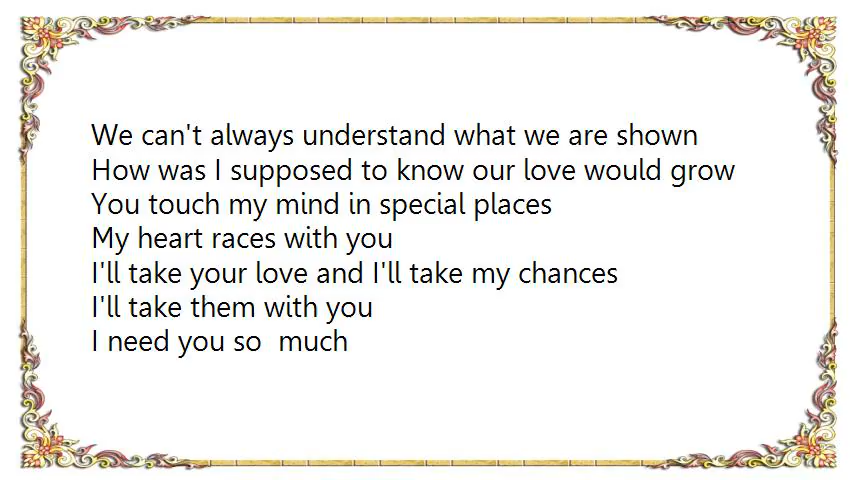 We can't always understand what we are shown
How was I supposed to know our love would grow
You touch my mind in special places
My heart races with you
I'll take your love and I'll take my chances
I'll take them with you
I need you so  much